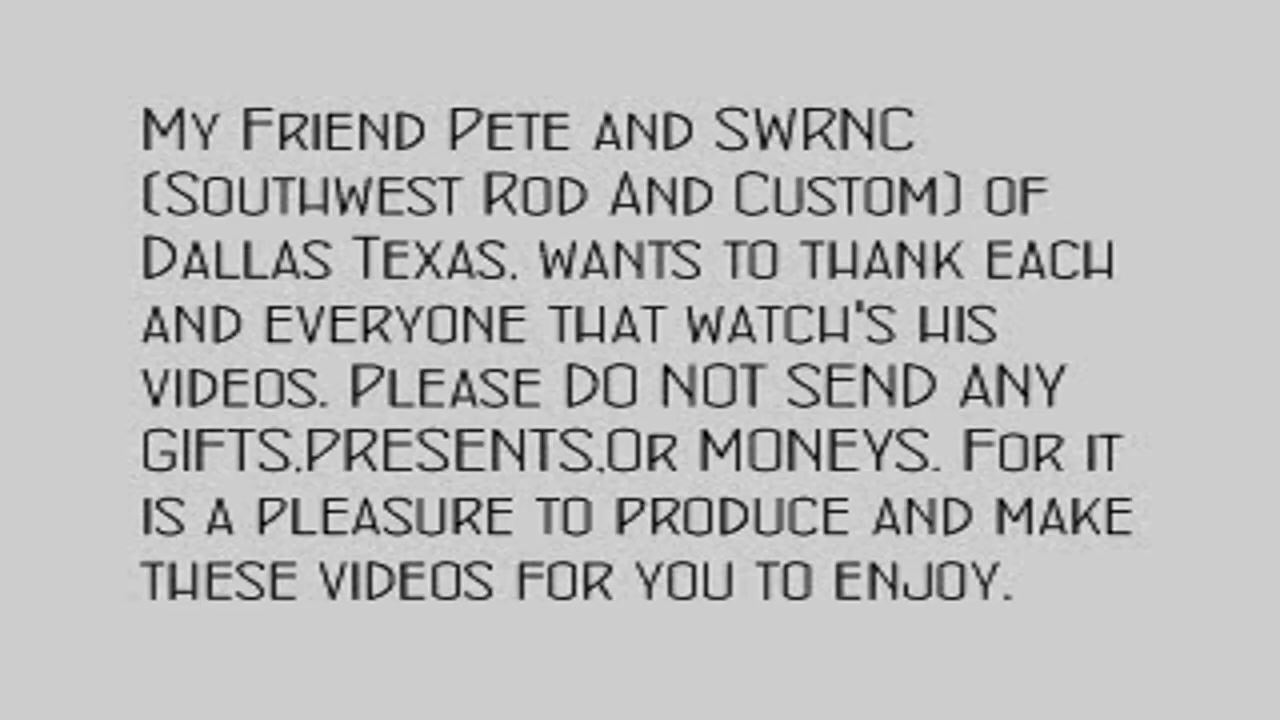 My Friend Pete and SWRNC
(Southwest Rod And Custom) of
Dallas Texas. wants to thank each
and everyone that watch's his
videos. Please DO NOT SEND ANY
GIFTS.PRESENTS.Or MONEYS. For it
is a pleasure to produce and make
these videos for you to enjoy.